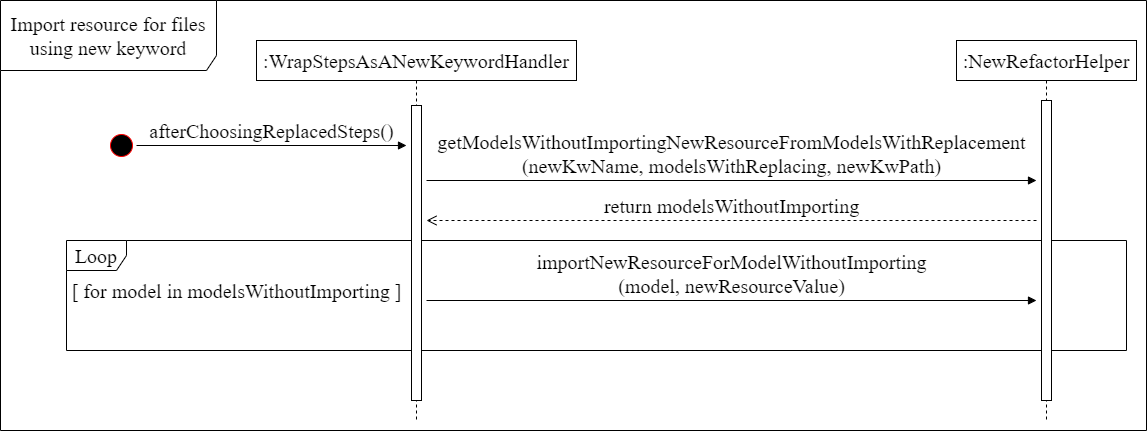 Import resource for files
using new keyword
:WrapStepsAsANewKeywordHandler
:NewRefactorHelper
afterChoosingReplacedSteps()
getModelsWithoutImportingNewResourceFromModelsWithReplacement
(newKwName, modelsWithReplacing, newKwPath)
return modelsWithoutImporting
Loop
[ for model in modelsWithoutImporting ]
importNewResourceForModelWithoutImporting
(model, newResourceValue)